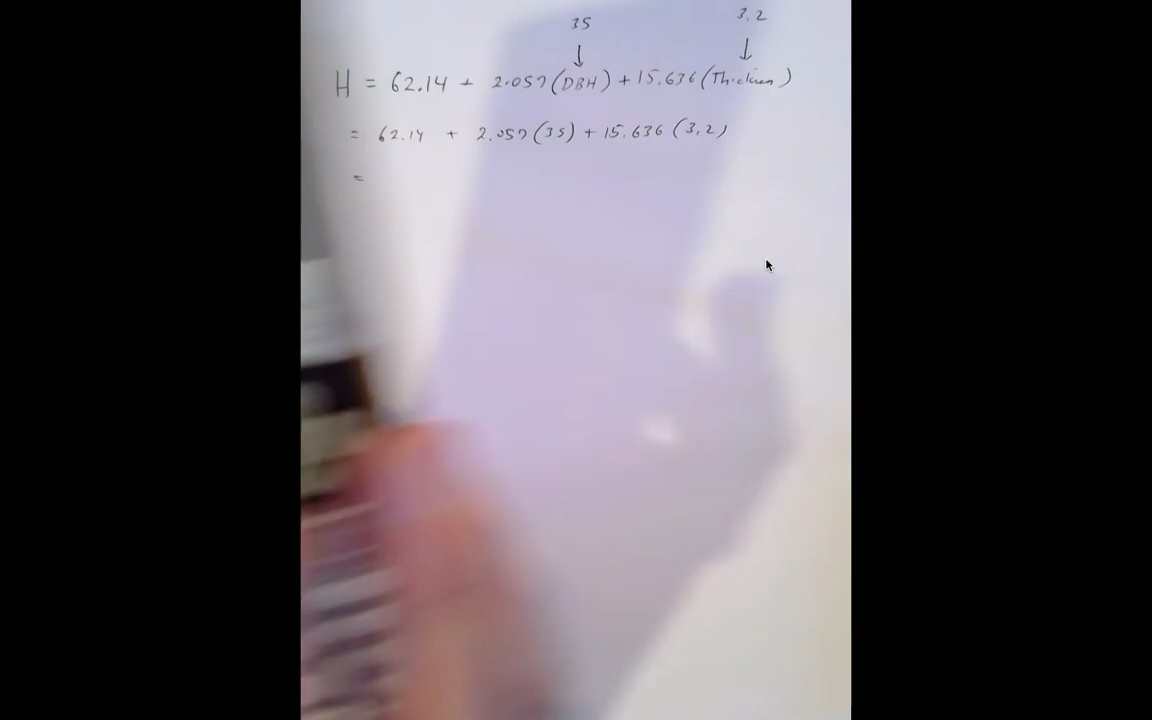 35 3.2
↓ ↓
H = 62.14 + 2.057(DBH) + 15.636(Thicknes)
= 62.14 + 2.057(35) + 15.636(3.2)
=